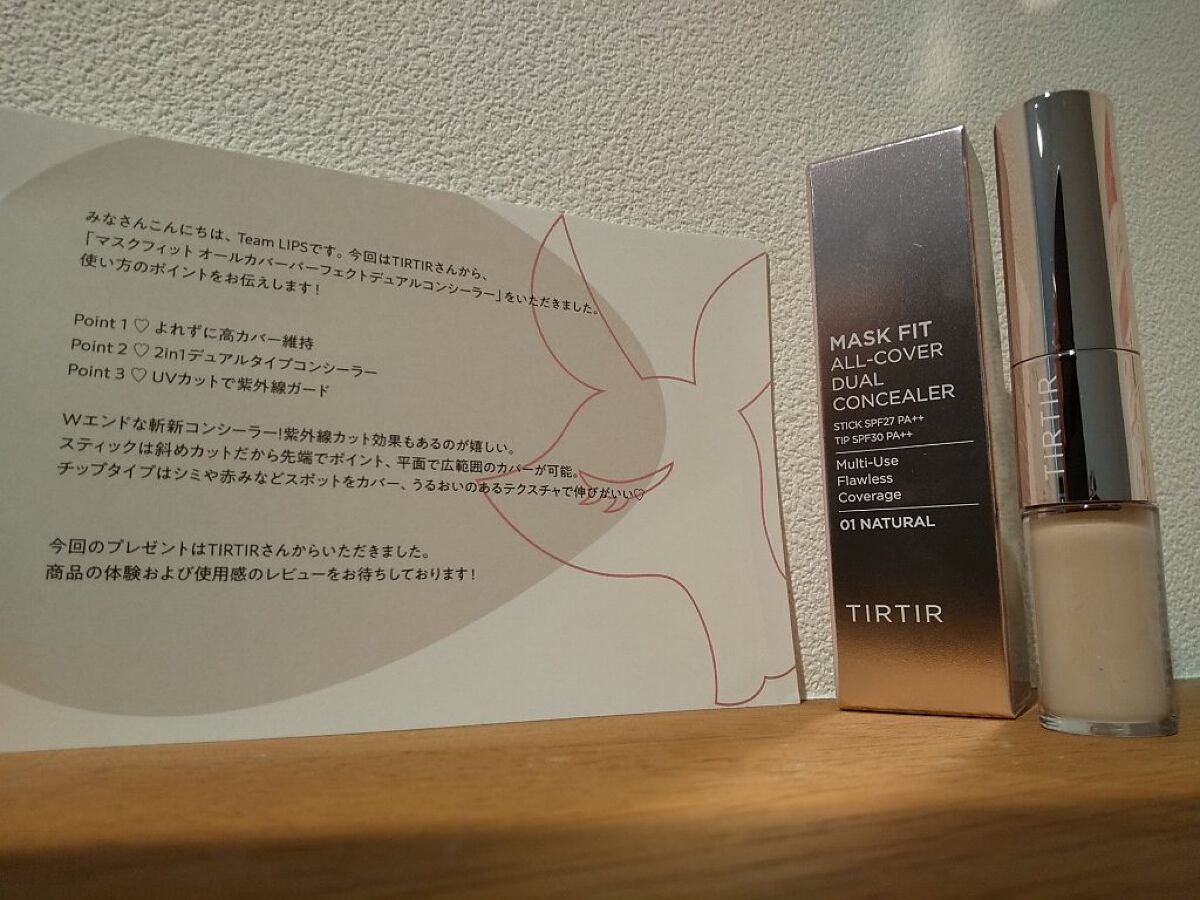 みなさんこんにちは、Team LIPSです。今回はTIRTIRさんから、
「マスクフィット オールカバーパーフェクトデュアルコンシーラー」をいただきました。
使い方のポイントをお伝えします!
Point 1 ♡ よれずに高カバー維持
Point 2 ♡ 2in1デュアルタイプコンシーラー
Point 3 ♡ UVカットで紫外線ガード
Wエンドな斬新コンシーラー!紫外線カット効果もあるのが嬉しい。
スティックは斜めカットだから先端でポイント、平面で広範囲のカバーが可能。
チップタイプはシミや赤みなどスポットをカバー、うるおいのあるテクスチャで伸びがいい♡
今回のプレゼントはTIRTIRさんからいただきました。
商品の体験および使用感のレビューをお待ちしております!
MASK FIT
ALL-COVER
DUAL
CONCEALER
STICK SPF27 PA++
TIP SPF30 PA++
Multi-Use
Flawless
Coverage
01 NATURAL
TIRTIR
TIRTIR